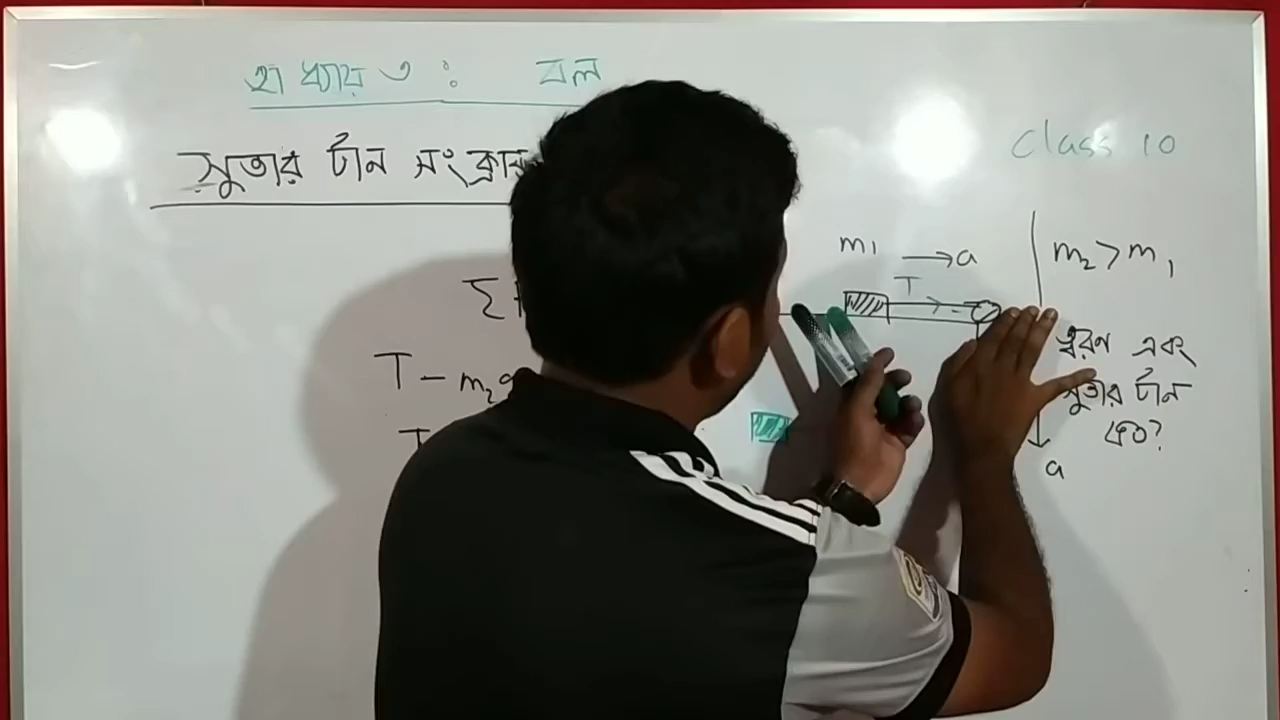 অধ্যায় ৩ : বল
সুতার টান সংক্রান্ত
Class 10
m₁ → a
m₂ > m₁
T
ত্বরণ এবং
সুতার টান
কত?
a
Σ
T - m₂
T